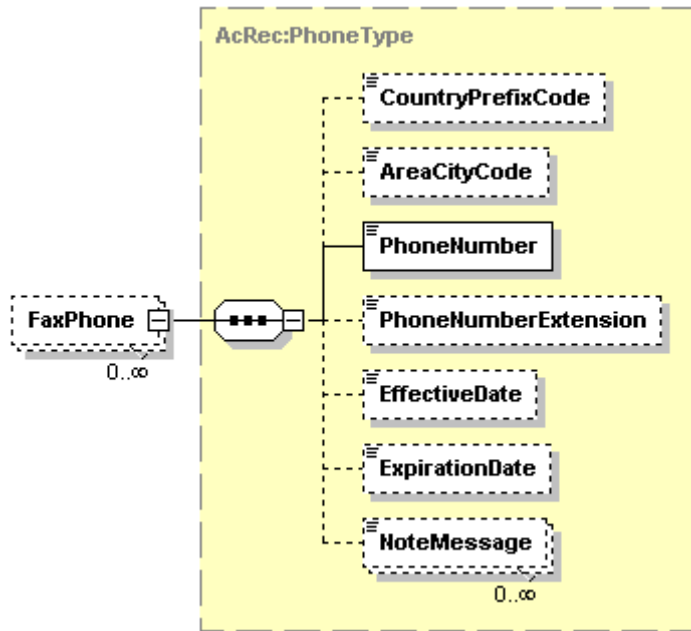 AcRec:PhoneType
CountryPrefixCode
AreaCityCode
PhoneNumber
FaxPhone
0..∞
PhoneNumberExtension
EffectiveDate
ExpirationDate
NoteMessage
0..∞